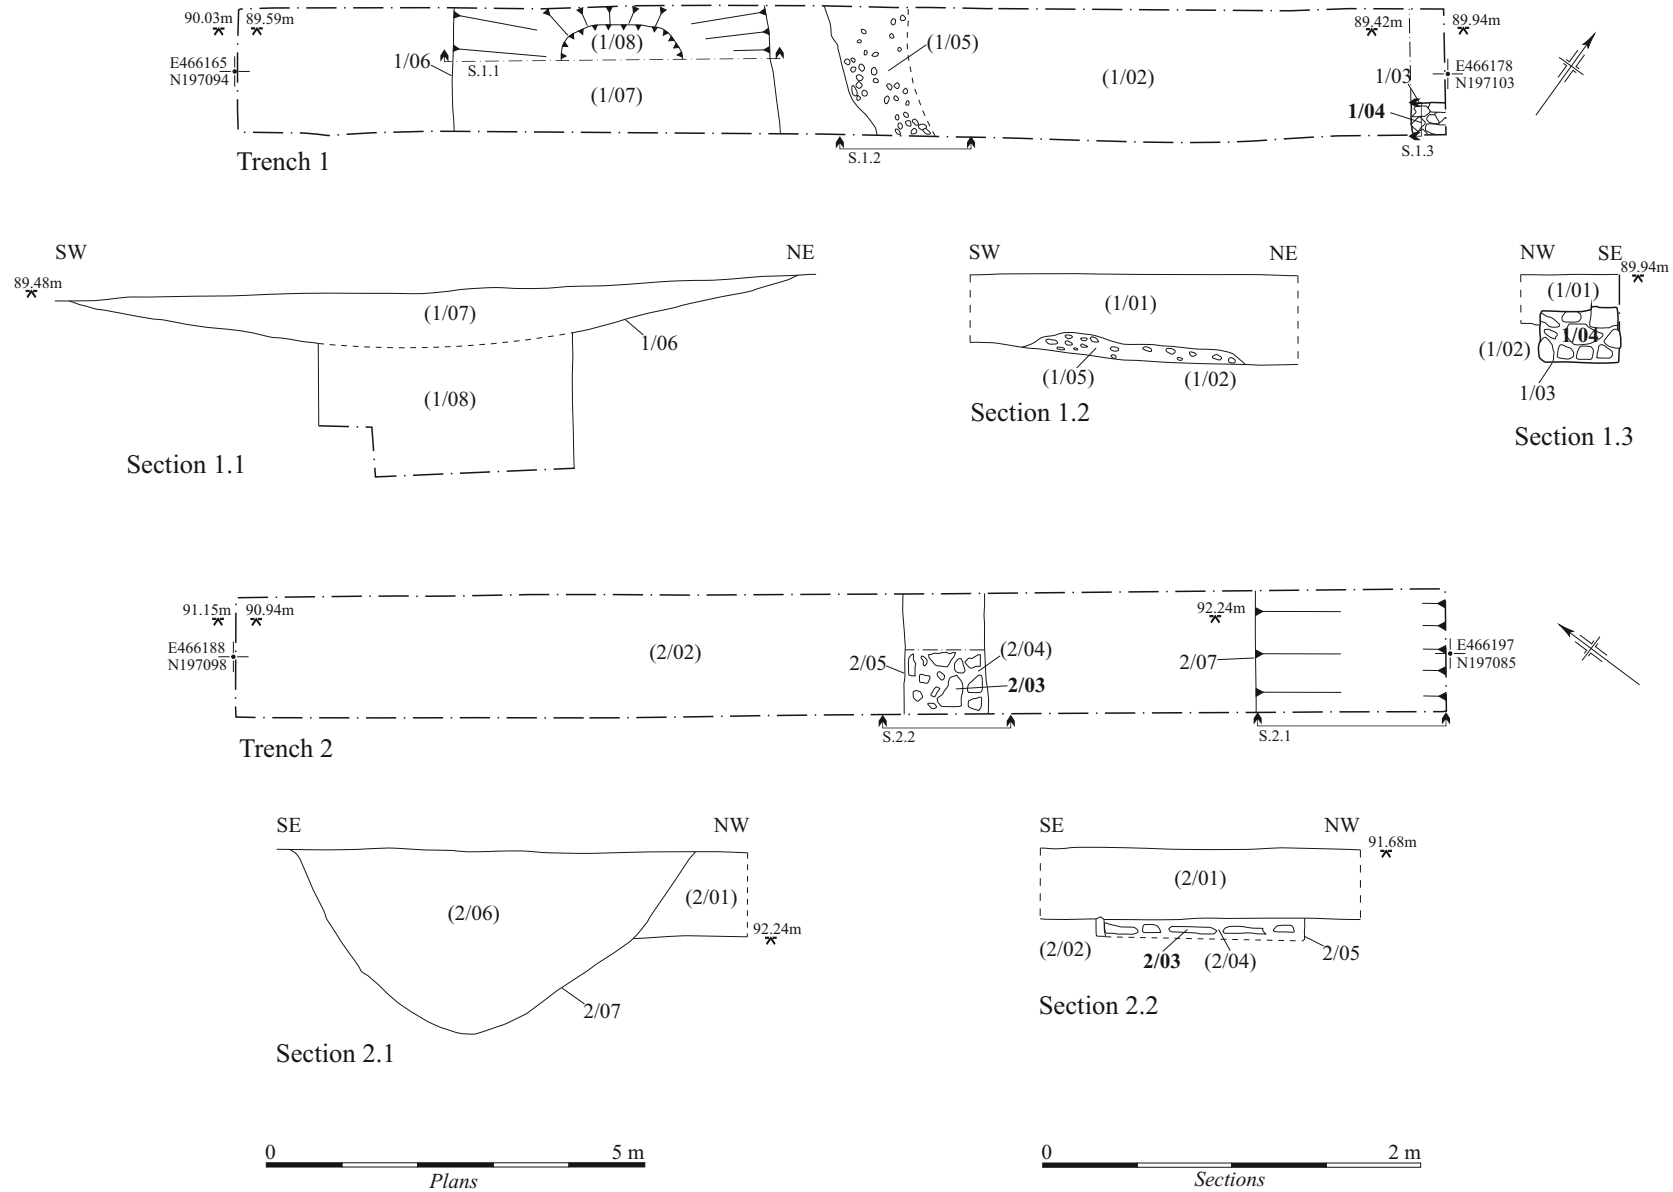 90.03m 89.59m
E466165
N197094
1/06
S.1.1
(1/08)
(1/07)
(1/05)
(1/02)
89.42m 89.94m
E466178
N197103
1/03
1/04
S.1.2
S.1.3
Trench 1
SW NE
89.48m
(1/07)
1/06
(1/08)
Section 1.1
SW NE
(1/01)
(1/05) (1/02)
Section 1.2
NW SE
89.94m
(1/01)
1/04
(1/02)
1/03
Section 1.3
91.15m 90.94m
E466188
N197098
(2/02)
2/05
(2/04)
2/03
92.24m
2/07
E466197
N197085
S.2.2
S.2.1
Trench 2
SE NW
(2/06)
(2/01)
92.24m
2/07
Section 2.1
SE NW
91.68m
(2/01)
(2/02)
2/03 (2/04)
2/05
Section 2.2
0 5 m
Plans
0 2 m
Sections